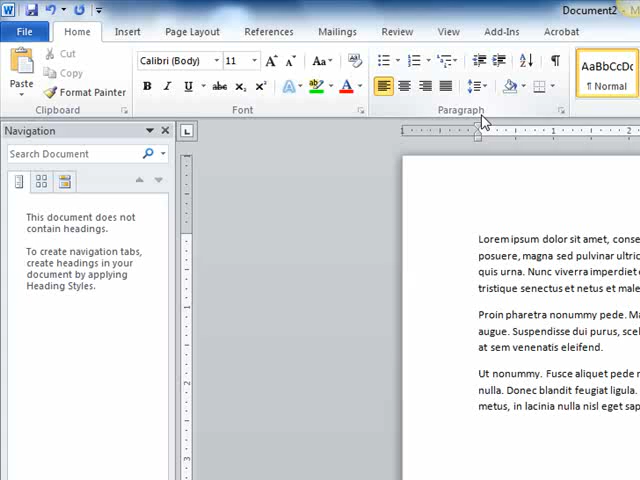 Document2
File Home Insert Page Layout References Mailings Review View Add-Ins Acrobat
Cut
Copy
Format Painter
Paste
Calibri (Body) 11
AaBbCcDc
¶ Normal
Clipboard Font Paragraph
Navigation
Search Document
This document does not
contain headings.
To create navigation tabs,
create headings in your
document by applying
Heading Styles.
Lorem ipsum dolor sit amet, conse
posuere, magna sed pulvinar ultric
quis urna. Nunc viverra imperdiet
tristique senectus et netus et male
Proin pharetra nonummy pede. Ma
augue. Suspendisse dui purus, scel
at sem venenatis eleifend.
Ut nonummy. Fusce aliquet pede
nulla. Donec blandit feugiat ligula.
metus, in lacinia nulla nisl eget sap